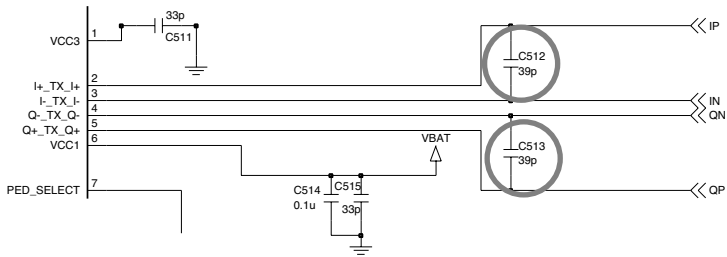 33p
C511
IP
VCC3 1
C512
39p
I+_TX_I+ 2
I-_TX_I- 3
IN
Q-_TX_Q- 4
QN
Q+_TX_Q+ 5
VCC1 6
VBAT
C513
39p
PED_SELECT 7
C514 C515
0.1u 33p
QP